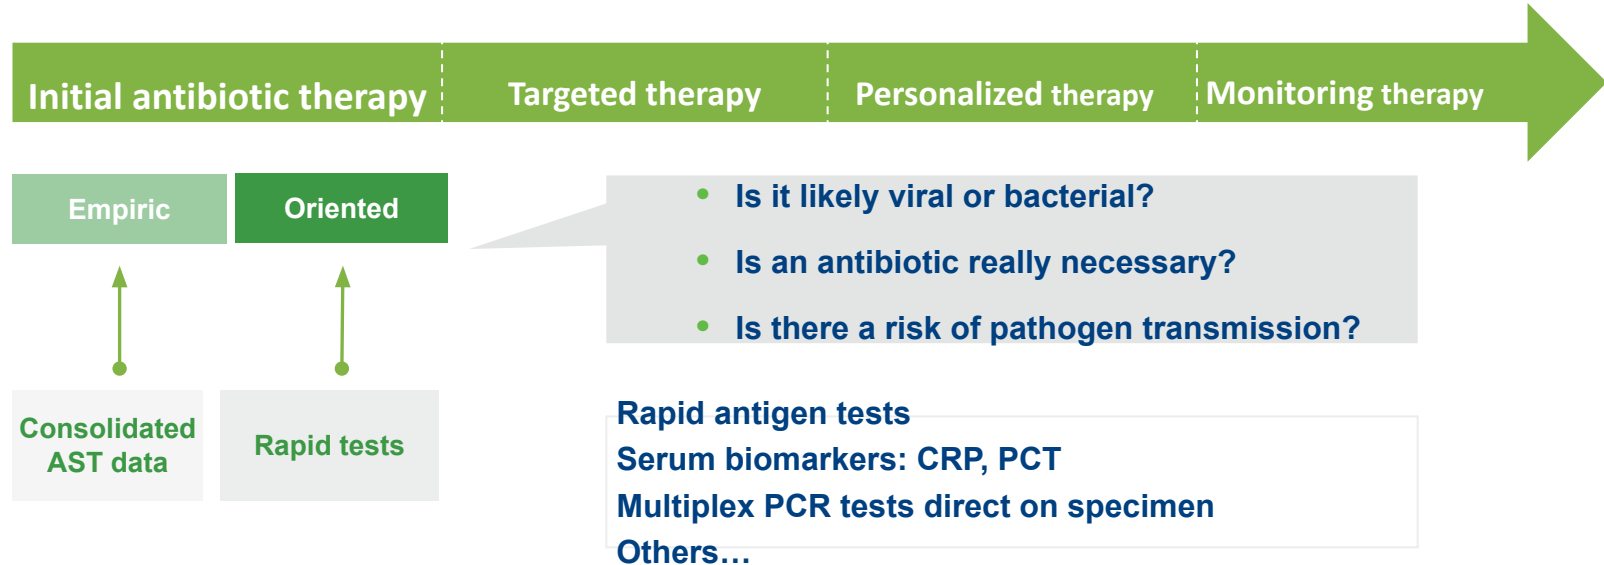 Initial antibiotic therapy
Targeted therapy
Personalized therapy
Monitoring therapy
Empiric
Oriented
• Is it likely viral or bacterial?
• Is an antibiotic really necessary?
• Is there a risk of pathogen transmission?
Consolidated
AST data
Rapid tests
Rapid antigen tests
Serum biomarkers: CRP, PCT
Multiplex PCR tests direct on specimen
Others…